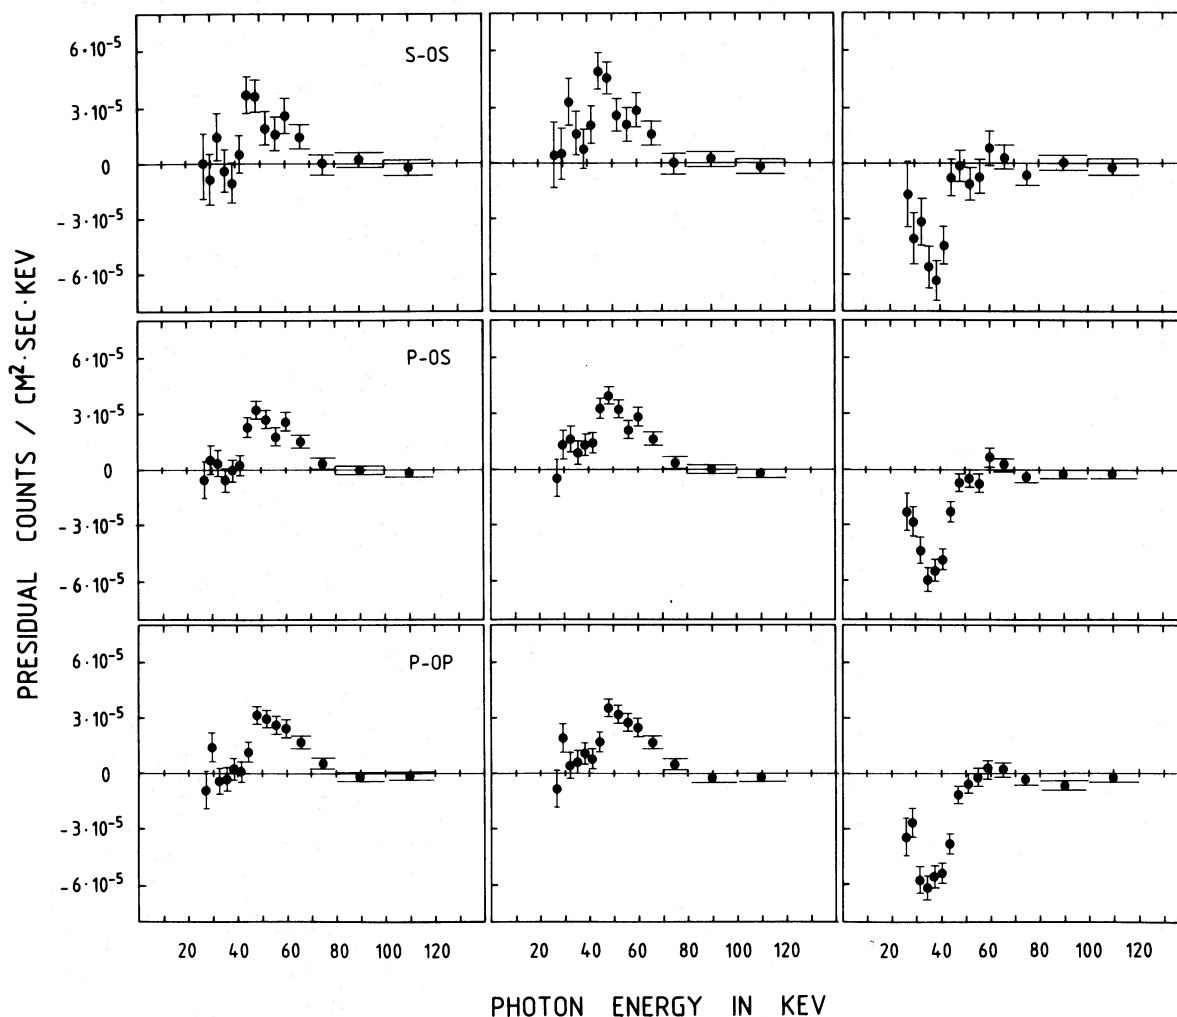 6·10⁻⁵
3·10⁻⁵
0
-3·10⁻⁵
-6·10⁻⁵
S-OS
6·10⁻⁵
3·10⁻⁵
0
-3·10⁻⁵
-6·10⁻⁵
P-OS
6·10⁻⁵
3·10⁻⁵
0
-3·10⁻⁵
-6·10⁻⁵
P-OP
PRESIDUAL COUNTS / CM²·SEC·KEV
20 40 60 80 100 20 40 60 80 100 20 40 60 80 100 120
PHOTON ENERGY IN KEV